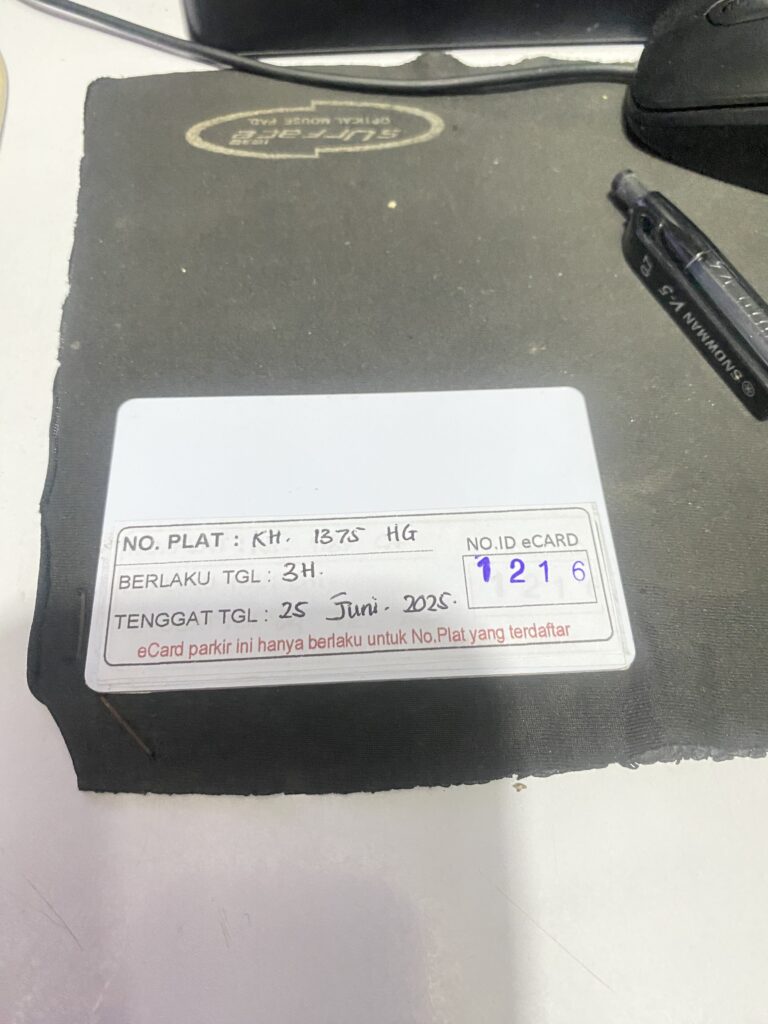 SURFACE
OPTICAL MOUSE PAD
SNOWMAN V-5
NO. PLAT : KH. 1375 HG
NO.ID eCARD
BERLAKU TGL : 3H.
1216
TENGGAT TGL : 25 Juni. 2025.
eCard parkir ini hanya berlaku untuk No.Plat yang terdaftar